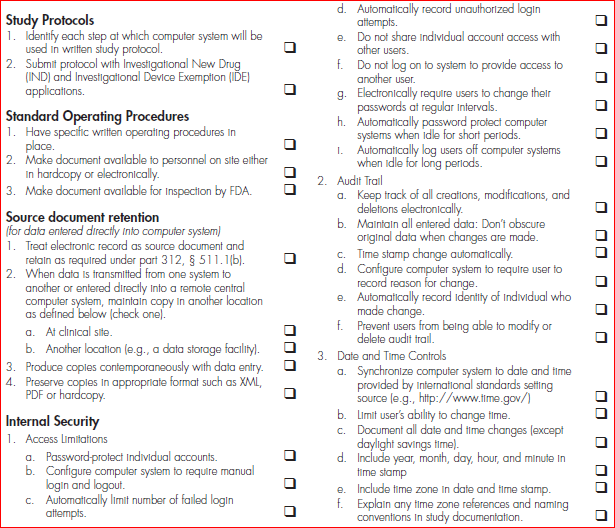 Study Protocols
1. Identify each step at which computer system will be
used in written study protocol. ❑
2. Submit protocol with Investigational New Drug
(IND) and Investigational Device Exemption (IDE)
applications. ❑
Standard Operating Procedures
1. Have specific written operating procedures in
place. ❑
2. Make document available to personnel on site either
in hardcopy or electronically. ❑
3. Make document available for inspection by FDA. ❑
Source document retention
(for data entered directly into computer system)
1. Treat electronic record as source document and
retain as required under part 312, § 511.1(b). ❑
2. When data is transmitted from one system to
another or entered directly into a remote central
computer system, maintain copy in another location
as defined below (check one).
a. At clinical site. ❑
b. Another location (e.g., a data storage facility). ❑
3. Produce copies contemporaneously with data entry. ❑
4. Preserve copies in appropriate format such as XML,
PDF or hardcopy. ❑
Internal Security
1. Access Limitations
a. Password-protect individual accounts. ❑
b. Configure computer system to require manual
login and logout. ❑
c. Automatically limit number of failed login
attempts. ❑
d. Automatically record unauthorized login
attempts. ❑
e. Do not share individual account access with
other users. ❑
f. Do not log on to system to provide access to
another user. ❑
g. Electronically require users to change their
passwords at regular intervals. ❑
h. Automatically password protect computer
systems when idle for short periods. ❑
i. Automatically log users off computer systems
when idle for long periods. ❑
2. Audit Trail
a. Keep track of all creations, modifications, and
deletions electronically. ❑
b. Maintain all entered data: Don't obscure
original data when changes are made. ❑
c. Time stamp change automatically. ❑
d. Configure computer system to require user to
record reason for change. ❑
e. Automatically record identity of individual who
made change. ❑
f. Prevent users from being able to modify or
delete audit trail. ❑
3. Date and Time Controls
a. Synchronize computer system to date and time
provided by international standards setting
source (e.g., http://www.time.gov/) ❑
b. Limit user's ability to change time. ❑
c. Document all date and time changes (except
daylight savings time). ❑
d. Include year, month, day, hour, and minute in
time stamp ❑
e. Include time zone in date and time stamp. ❑
f. Explain any time zone references and naming
conventions in study documentation. ❑